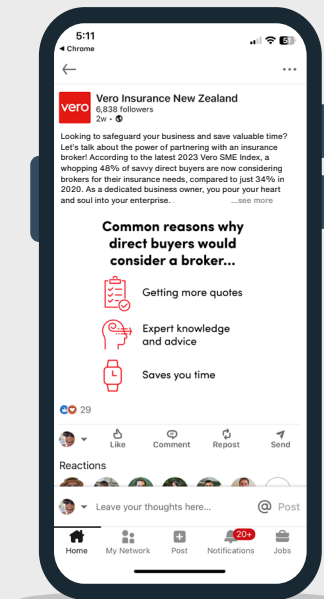 5:11
Chrome
vero
Vero Insurance New Zealand
6,838 followers
2w •
Looking to safeguard your business and save valuable time?
Let's talk about the power of partnering with an insurance
broker! According to the latest 2023 Vero SME Index, a
whopping 48% of savvy direct buyers are now considering
brokers for their insurance needs, compared to just 34% in
2020. As a dedicated business owner, you pour your heart
and soul into your enterprise. ...see more
Common reasons why
direct buyers would
consider a broker...
Getting more quotes
Expert knowledge
and advice
Saves you time
29
Like Comment Repost Send
Reactions
Leave your thoughts here... @ Post
20+
Home My Network Post Notifications Jobs